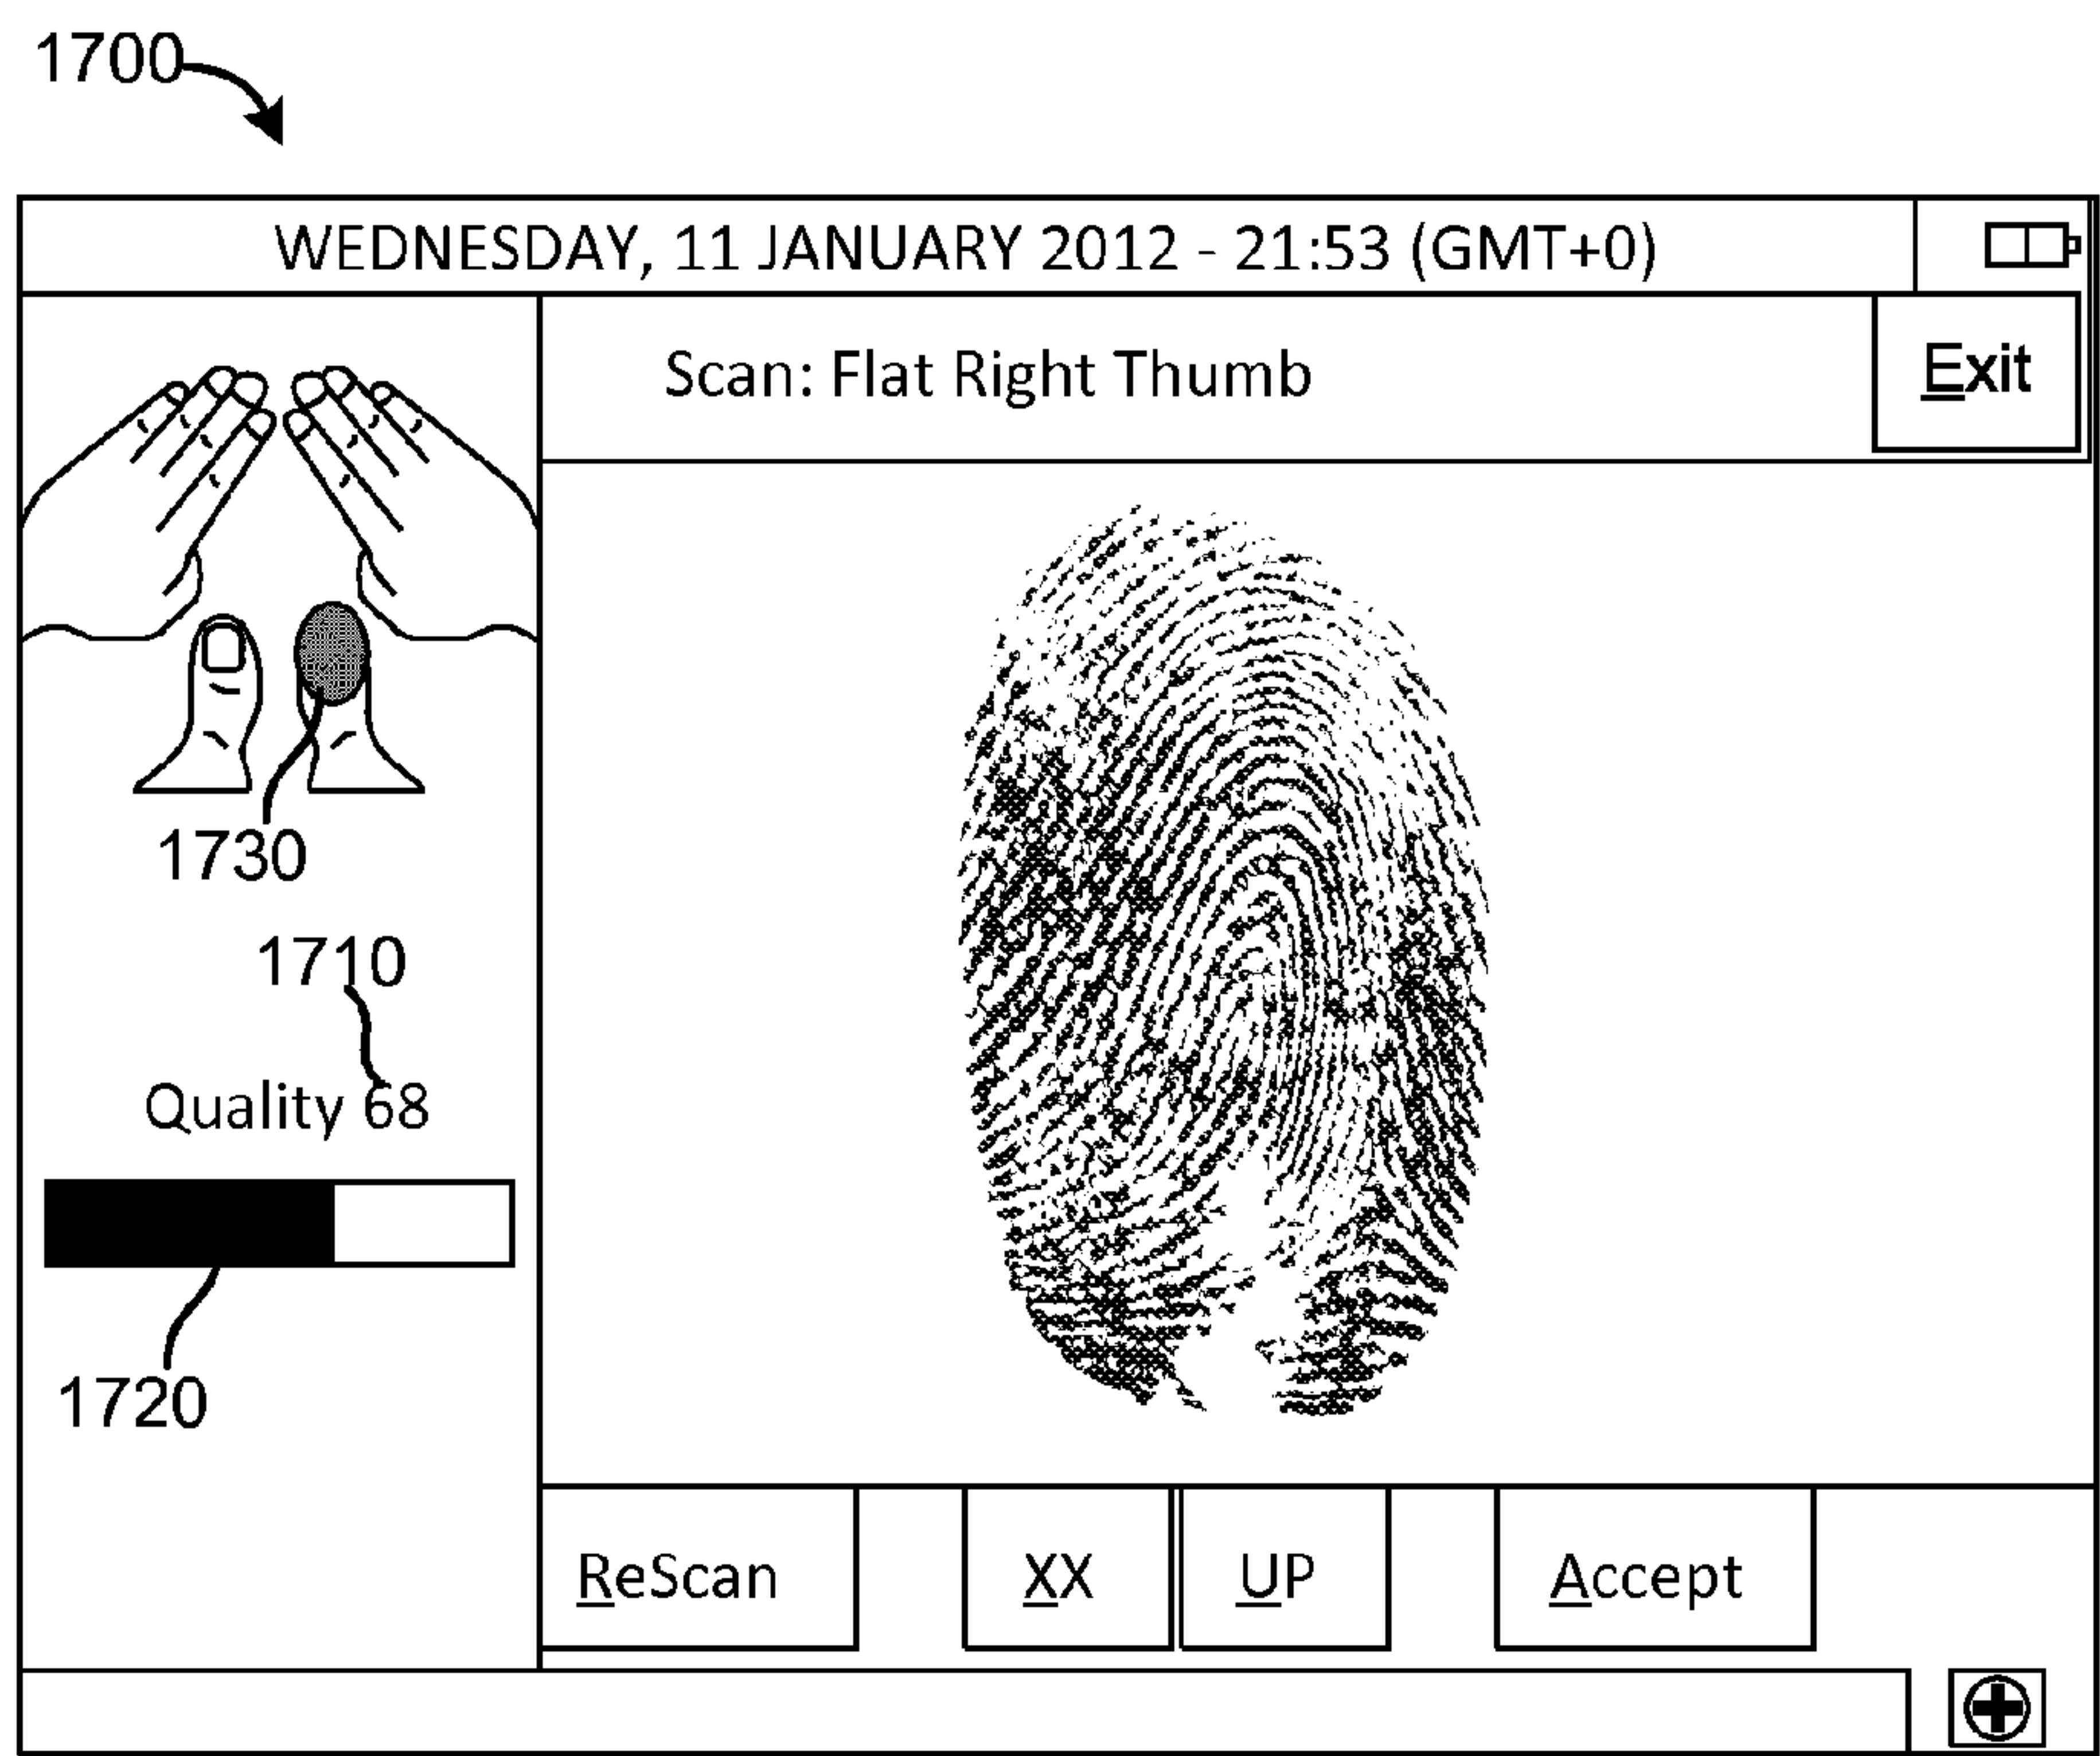 1700
WEDNESDAY, 11 JANUARY 2012 - 21:53 (GMT+0)
Scan: Flat Right Thumb
Exit
1730
1710
Quality 68
1720
ReScan
XX
UP
Accept